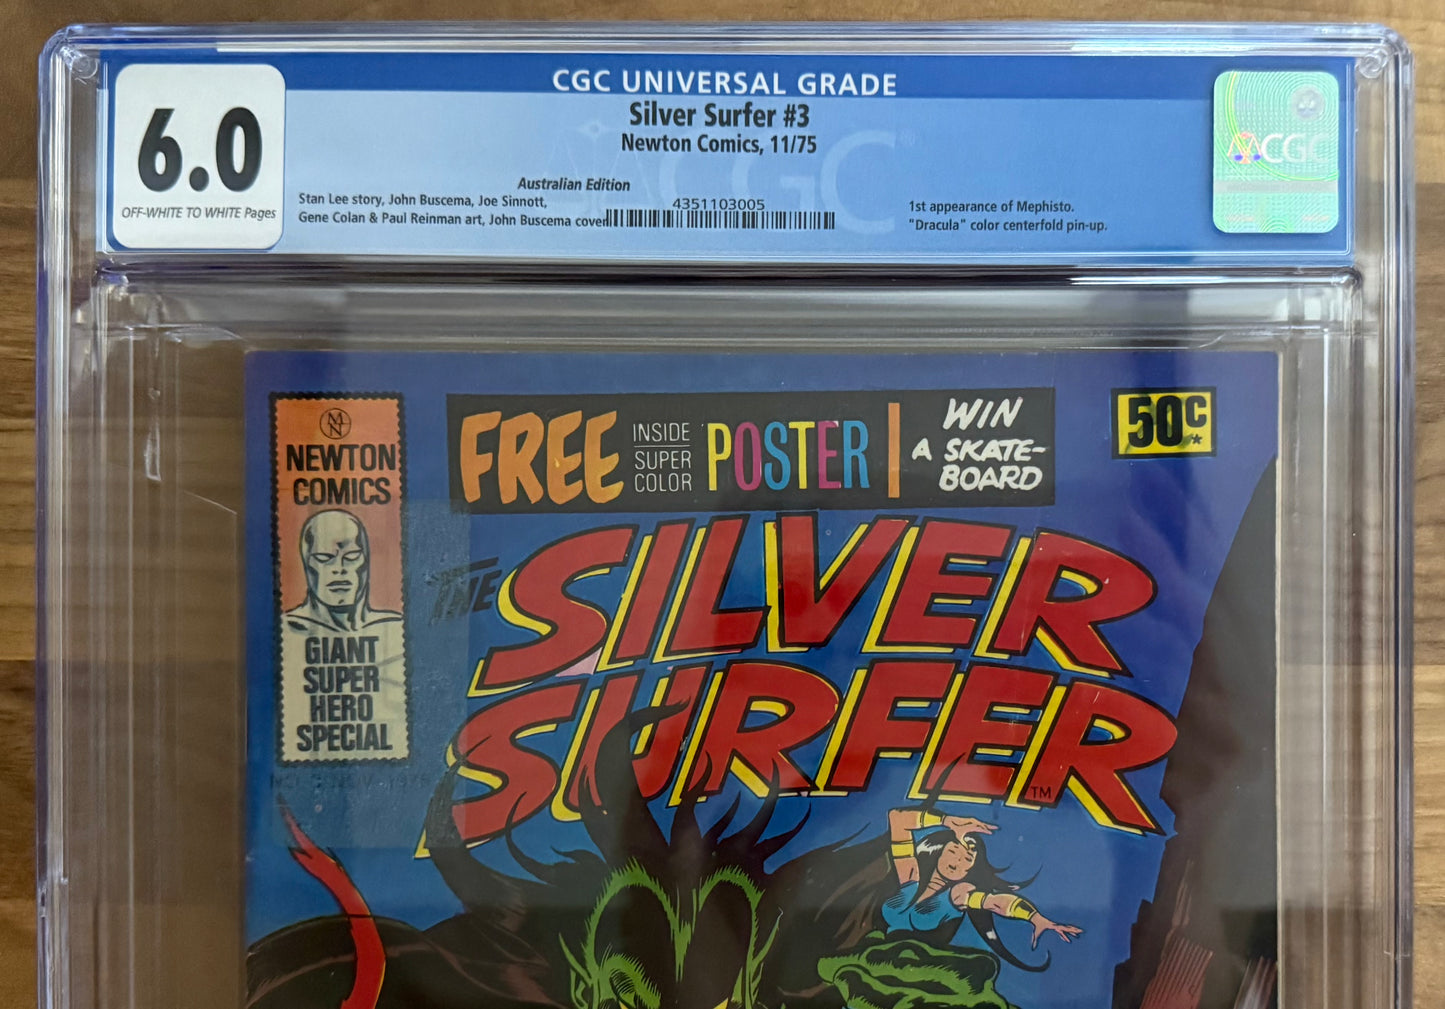 CGC UNIVERSAL GRADE
6.0
OFF-WHITE TO WHITE Pages
Silver Surfer #3
Newton Comics, 11/75
Australian Edition
Stan Lee story, John Buscema, Joe Sinnott,
Gene Colan & Paul Reinman art, John Buscema cover
4351103005
1st appearance of Mephisto.
"Dracula" color centerfold pin-up.
CGC
CGC
NEWTON
COMICS
GIANT
SUPER
HERO
SPECIAL
FREE
INSIDE
SUPER
COLOR
POSTER
WIN
A SKATE-
BOARD
50C*
THE
SILVER
SURFER
TM